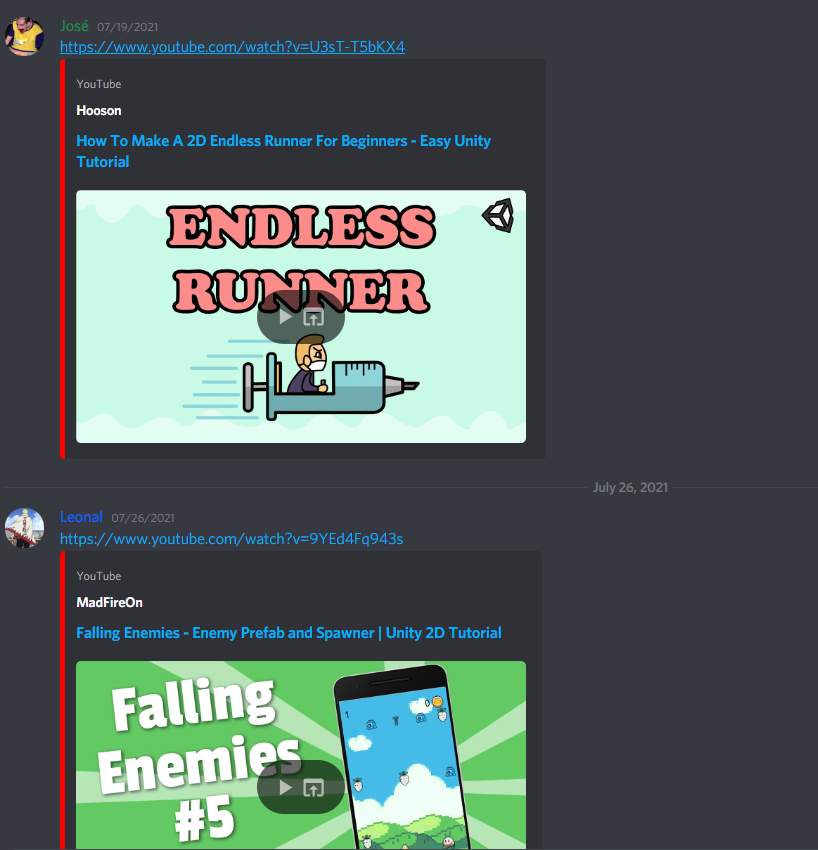 José 07/19/2021
https://www.youtube.com/watch?v=U3sT-T5bKX4
YouTube
Hooson
How To Make A 2D Endless Runner For Beginners - Easy Unity
Tutorial
ENDLESS
RUNNER
July 26, 2021
Leonal 07/26/2021
https://www.youtube.com/watch?v=9YEd4Fq943s
YouTube
MadFireOn
Falling Enemies - Enemy Prefab and Spawner | Unity 2D Tutorial
Falling
Enemies
#5
1